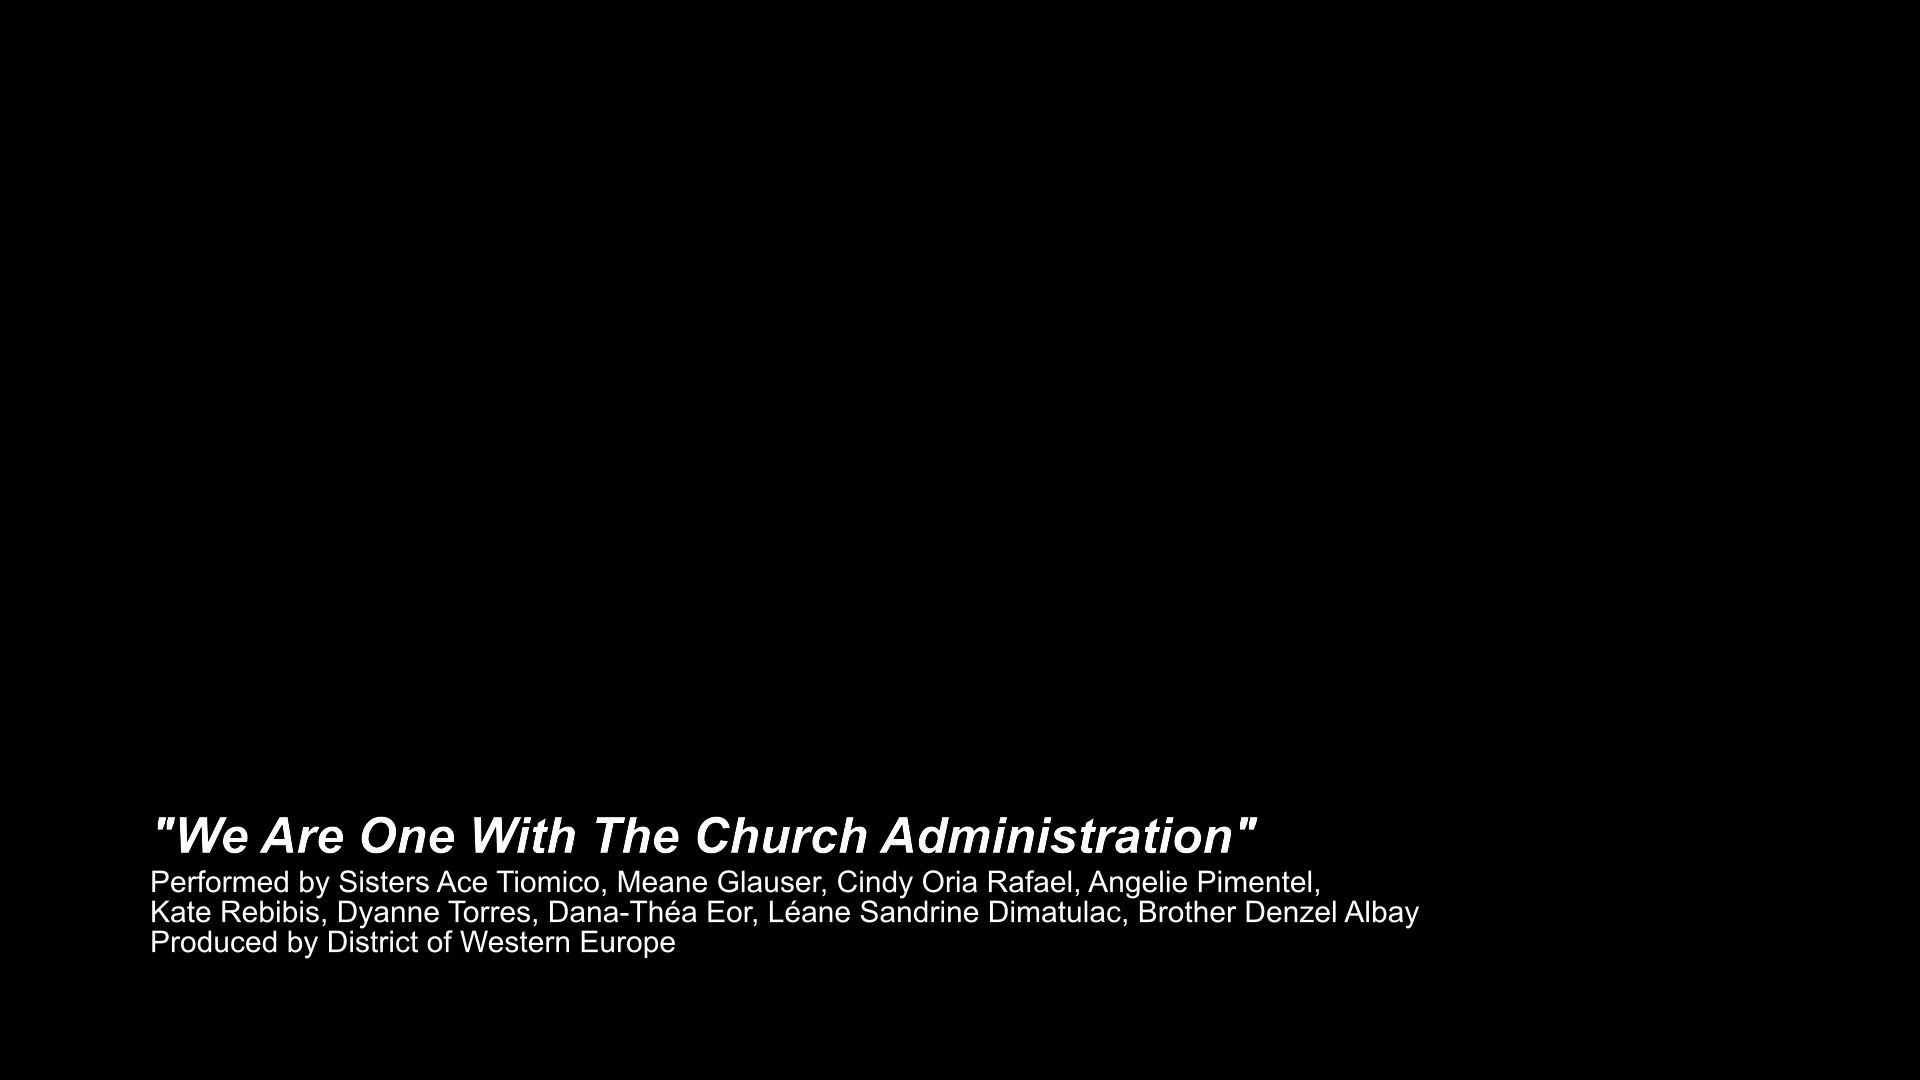 "We Are One With The Church Administration"
Performed by Sisters Ace Tiomico, Meane Glauser, Cindy Oria Rafael, Angelie Pimentel,
Kate Rebibis, Dyanne Torres, Dana-Théa Eor, Léane Sandrine Dimatulac, Brother Denzel Albay
Produced by District of Western Europe